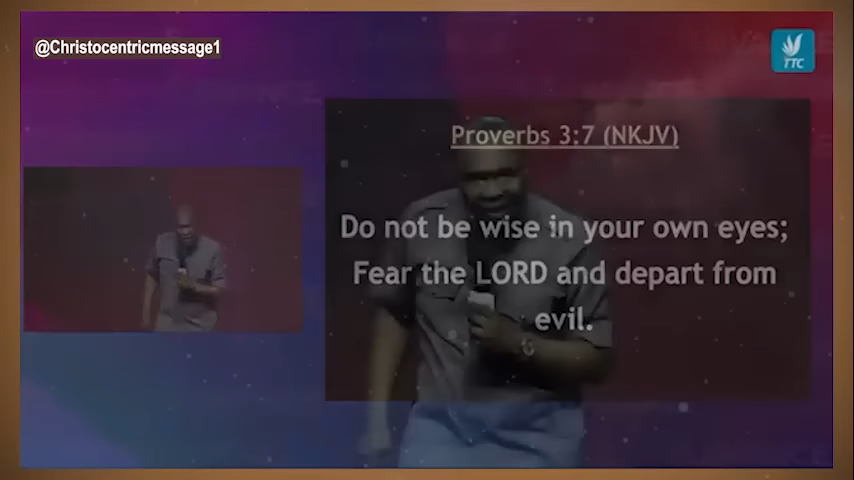 @Christocentricmessage1
TTC
Proverbs 3:7 (NKJV)
Do not be wise in your own eyes;
Fear the LORD and depart from
evil.